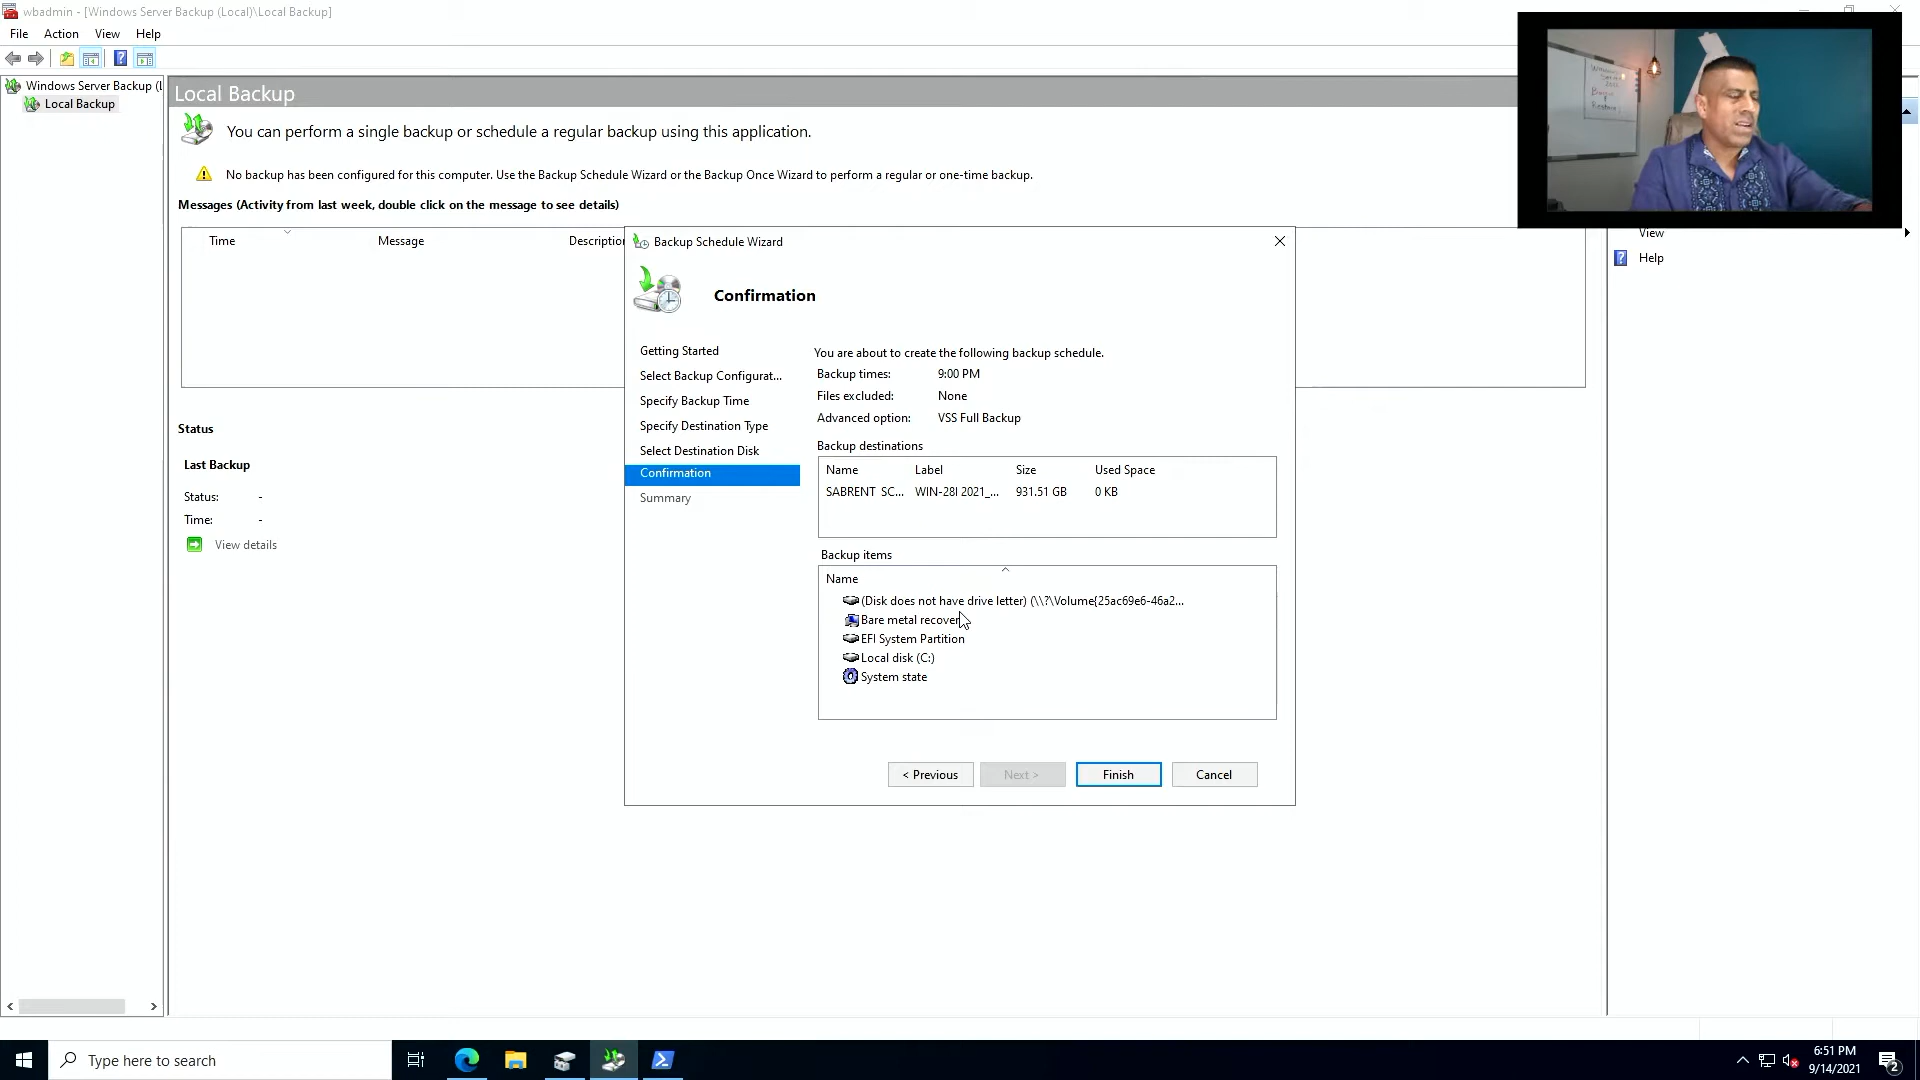 wbadmin - [Windows Server Backup (Local)\Local Backup]
File Action View Help
Windows Server Backup (L
Local Backup
Local Backup
You can perform a single backup or schedule a regular backup using this application.
No backup has been configured for this computer. Use the Backup Schedule Wizard or the Backup Once Wizard to perform a regular or one-time backup.
Messages (Activity from last week, double click on the message to see details)
Time Message Description
Status
Last Backup
Status: -
Time: -
View details
Backup Schedule Wizard
Confirmation
Getting Started
Select Backup Configurat...
Specify Backup Time
Specify Destination Type
Select Destination Disk
Confirmation
Summary
You are about to create the following backup schedule.
Backup times: 9:00 PM
Files excluded: None
Advanced option: VSS Full Backup
Backup destinations
Name Label Size Used Space
SABRENT SC... WIN-28I 2021_... 931.51 GB 0 KB
Backup items
Name
(Disk does not have drive letter) (\\?\Volume{25ac69e6-46a2...
Bare metal recover
EFI System Partition
Local disk (C:)
System state
< Previous Next > Finish Cancel
View
Help
Type here to search
6:51 PM
9/14/2021
2